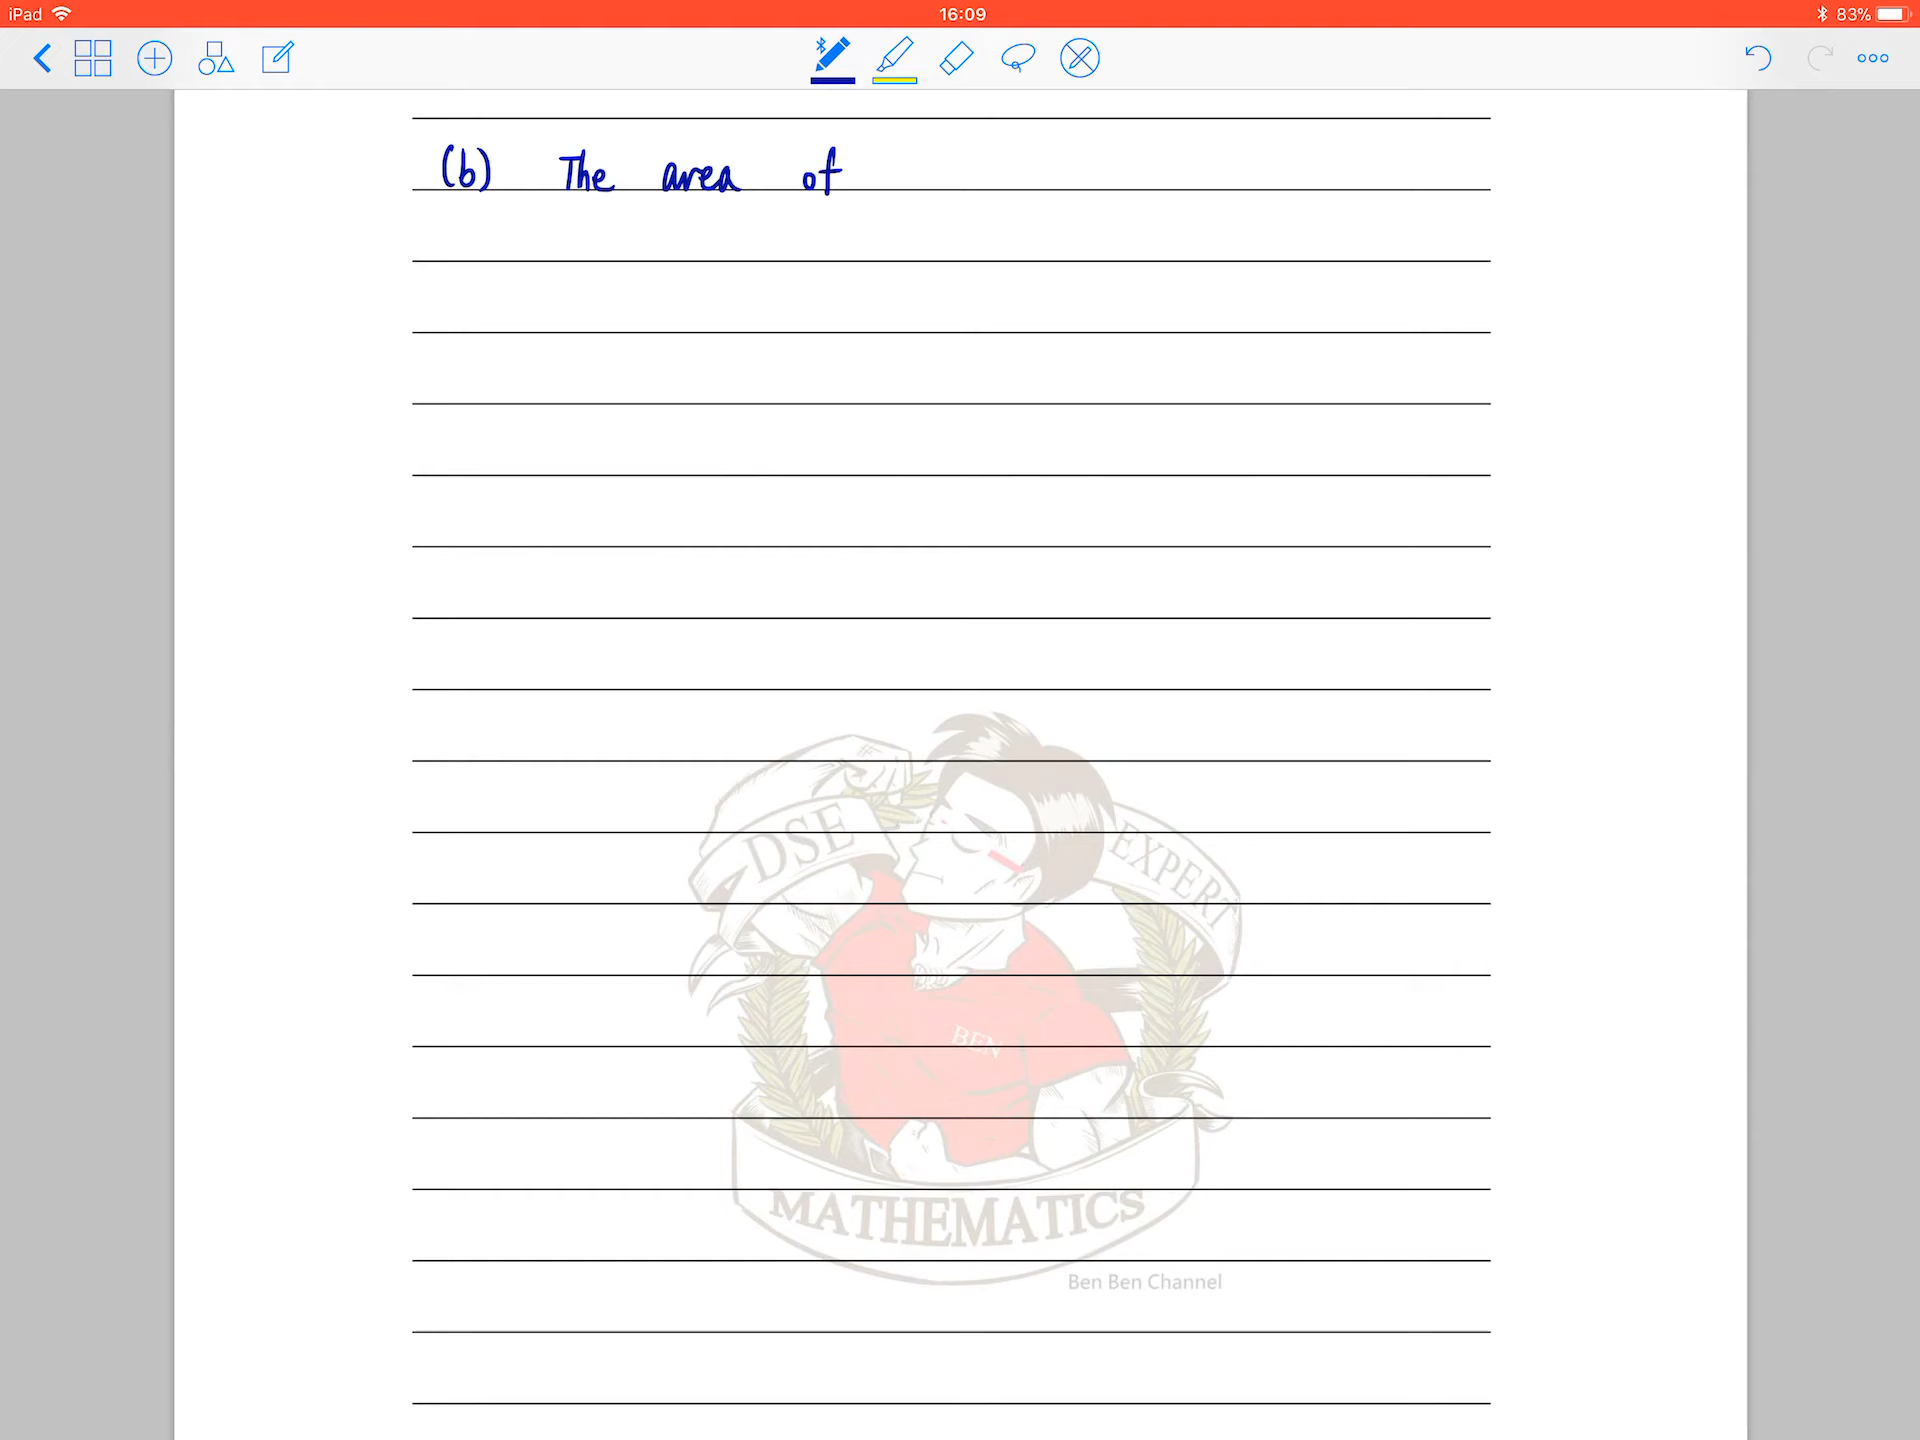 iPad 16:09 83%
(b) The area of
DSE EXPERT
BEN
MATHEMATICS
Ben Ben Channel